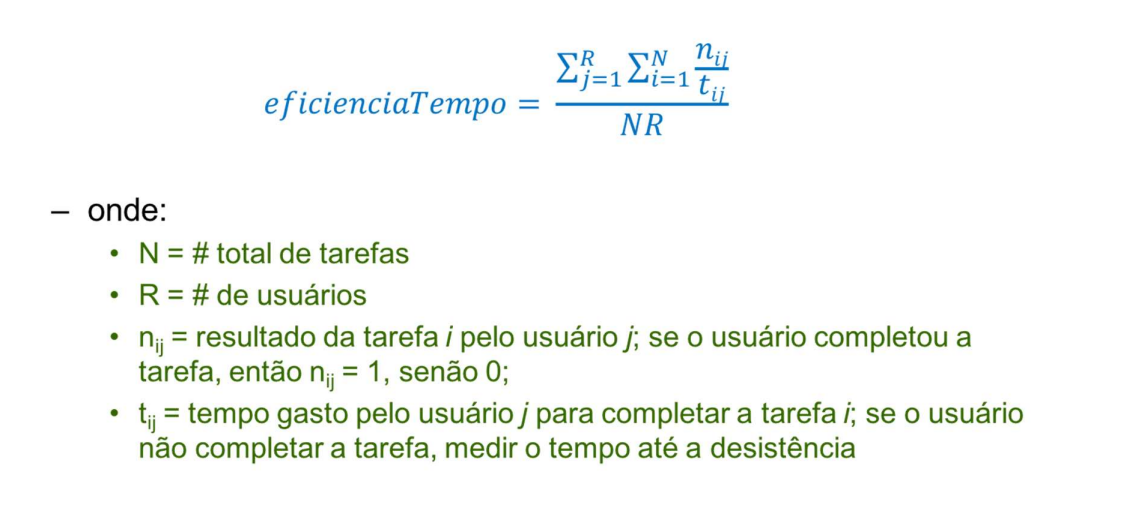 eficienciaTempo = \frac{\sum_{j=1}^{R} \sum_{i=1}^{N} \frac{n_{ij}}{t_{ij}}}{NR}
– onde:
• N = # total de tarefas
• R = # de usuários
• n_{ij} = resultado da tarefa i pelo usuário j; se o usuário completou a
tarefa, então n_{ij} = 1, senão 0;
• t_{ij} = tempo gasto pelo usuário j para completar a tarefa i; se o usuário
não completar a tarefa, medir o tempo até a desistência